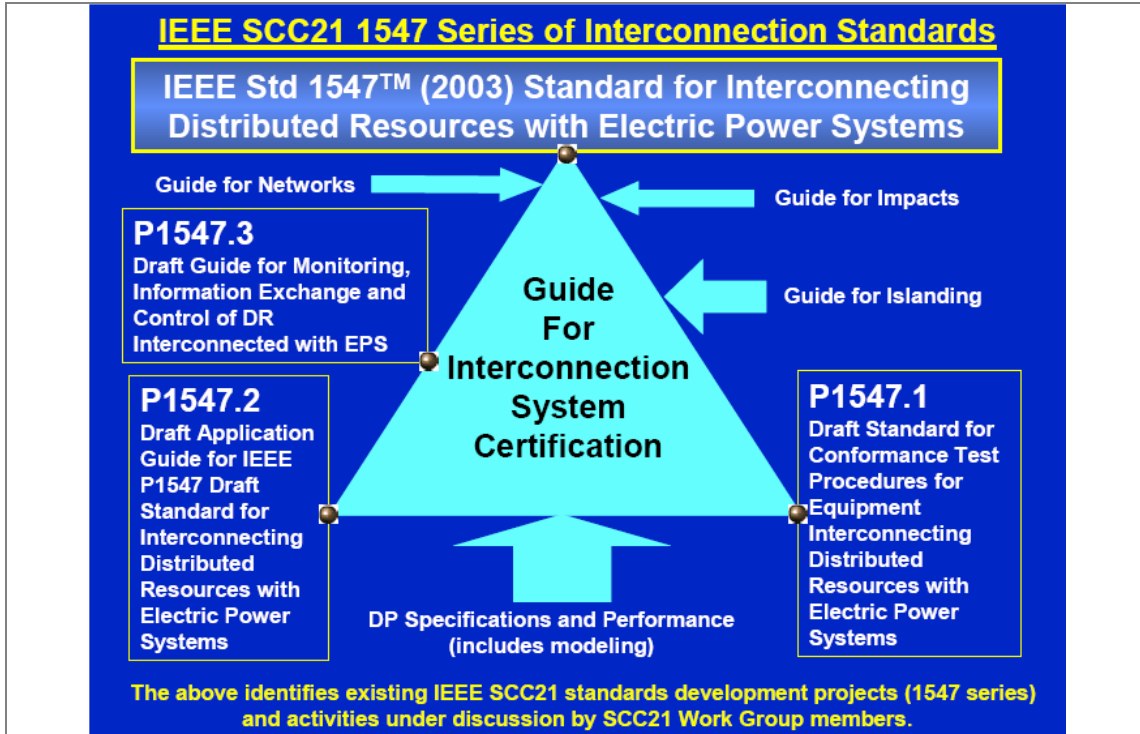 IEEE SCC21 1547 Series of Interconnection Standards
IEEE Std 1547™ (2003) Standard for Interconnecting
Distributed Resources with Electric Power Systems
Guide for Networks
Guide for Impacts
P1547.3
Draft Guide for Monitoring,
Information Exchange and
Control of DR
Interconnected with EPS
Guide for Islanding
Guide
For
Interconnection
System
Certification
P1547.2
Draft Application
Guide for IEEE
P1547 Draft
Standard for
Interconnecting
Distributed
Resources with
Electric Power
Systems
P1547.1
Draft Standard for
Conformance Test
Procedures for
Equipment
Interconnecting
Distributed
Resources with
Electric Power
Systems
DP Specifications and Performance
(includes modeling)
The above identifies existing IEEE SCC21 standards development projects (1547 series)
and activities under discussion by SCC21 Work Group members.